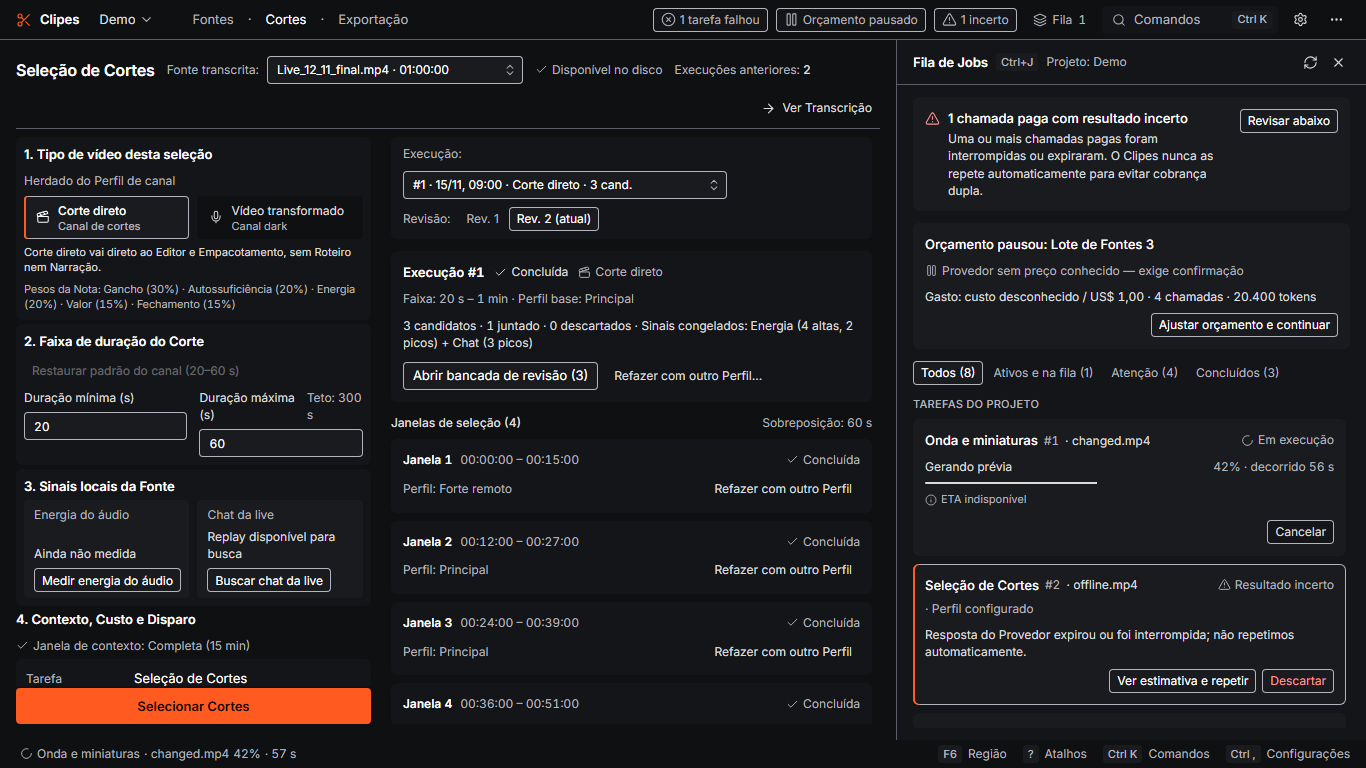 Clipes Demo Fontes · Cortes · Exportação 1 tarefa falhou Orçamento pausado 1 incerto Fila 1 Comandos Ctrl K
Seleção de Cortes Fonte transcrita: Live_12_11_final.mp4 · 01:00:00 Disponível no disco Execuções anteriores: 2
Ver Transcrição
1. Tipo de vídeo desta seleção
Herdado do Perfil de canal
Corte direto
Canal de cortes
Vídeo transformado
Canal dark
Corte direto vai direto ao Editor e Empacotamento, sem Roteiro
nem Narração.
Pesos da Nota: Gancho (30%) · Autossuficiência (20%) · Energia
(20%) · Valor (15%) · Fechamento (15%)
2. Faixa de duração do Corte
Restaurar padrão do canal (20–60 s)
Duração mínima (s)
20
Duração máxima
(s)
Teto: 300
s
60
3. Sinais locais da Fonte
Energia do áudio
Ainda não medida
Medir energia do áudio
Chat da live
Replay disponível para
busca
Buscar chat da live
4. Contexto, Custo e Disparo
Janela de contexto: Completa (15 min)
Tarefa Seleção de Cortes
Selecionar Cortes
Execução:
#1 · 15/11, 09:00 · Corte direto · 3 cand.
Revisão: Rev. 1 Rev. 2 (atual)
Execução #1 Concluída Corte direto
Faixa: 20 s – 1 min · Perfil base: Principal
3 candidatos · 1 juntado · 0 descartados · Sinais congelados: Energia (4 altas, 2
picos) + Chat (3 picos)
Abrir bancada de revisão (3) Refazer com outro Perfil...
Janelas de seleção (4) Sobreposição: 60 s
Janela 1 00:00:00 – 00:15:00 Concluída
Perfil: Forte remoto Refazer com outro Perfil
Janela 2 00:12:00 – 00:27:00 Concluída
Perfil: Principal Refazer com outro Perfil
Janela 3 00:24:00 – 00:39:00 Concluída
Perfil: Principal Refazer com outro Perfil
Janela 4 00:36:00 – 00:51:00 Concluída
Fila de Jobs Ctrl+J Projeto: Demo
1 chamada paga com resultado incerto
Uma ou mais chamadas pagas foram
interrompidas ou expiraram. O Clipes nunca as
repete automaticamente para evitar cobrança
dupla.
Revisar abaixo
Orçamento pausou: Lote de Fontes 3
Provedor sem preço conhecido — exige confirmação
Gasto: custo desconhecido / US$ 1,00 · 4 chamadas · 20.400 tokens
Ajustar orçamento e continuar
Todos (8) Ativos e na fila (1) Atenção (4) Concluídos (3)
TAREFAS DO PROJETO
Onda e miniaturas #1 · changed.mp4 Em execução
Gerando prévia 42% · decorrido 56 s
ETA indisponível
Cancelar
Seleção de Cortes #2 · offline.mp4 Resultado incerto
· Perfil configurado
Resposta do Provedor expirou ou foi interrompida; não repetimos
automaticamente.
Ver estimativa e repetir Descartar
Onda e miniaturas · changed.mp4 42% · 57 s
F6 Região ? Atalhos Ctrl K Comandos Ctrl , Configurações